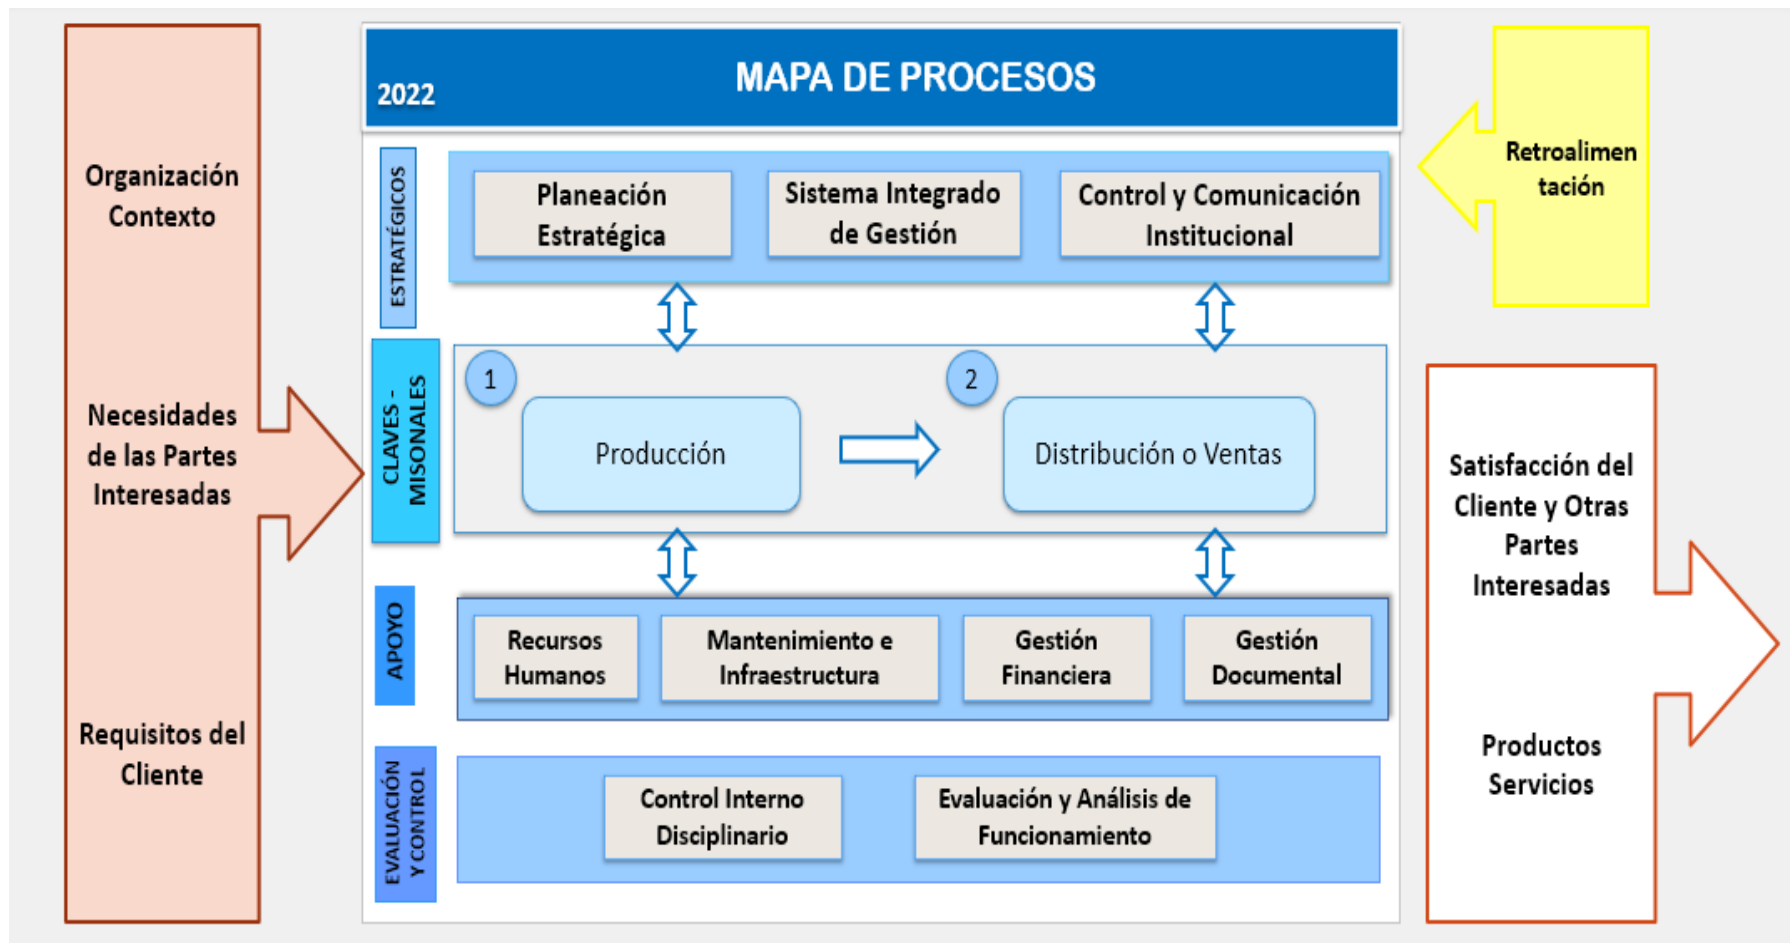 2022
MAPA DE PROCESOS
Organización
Contexto
Necesidades
de las Partes
Interesadas
Requisitos del
Cliente
ESTRATÉGICOS
Planeación
Estratégica
Sistema Integrado
de Gestión
Control y Comunicación
Institucional
CLAVES -
MISONALES
1
Producción
2
Distribución o Ventas
APOYO
Recursos
Humanos
Mantenimiento e
Infraestructura
Gestión
Financiera
Gestión
Documental
EVALUACIÓN
Y CONTROL
Control Interno
Disciplinario
Evaluación y Análisis de
Funcionamiento
Retroalimen
tación
Satisfacción del
Cliente y Otras
Partes
Interesadas
Productos
Servicios